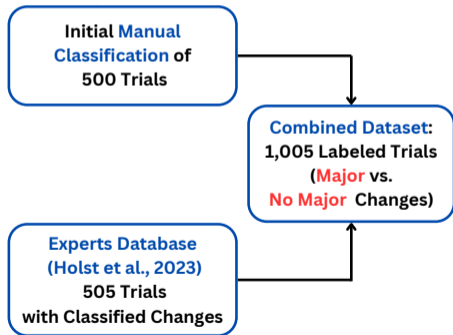 Initial Manual
Classification of
500 Trials
Combined Dataset:
1,005 Labeled Trials
(Major vs.
No Major Changes)
Experts Database
(Holst et al., 2023)
505 Trials
with Classified Changes